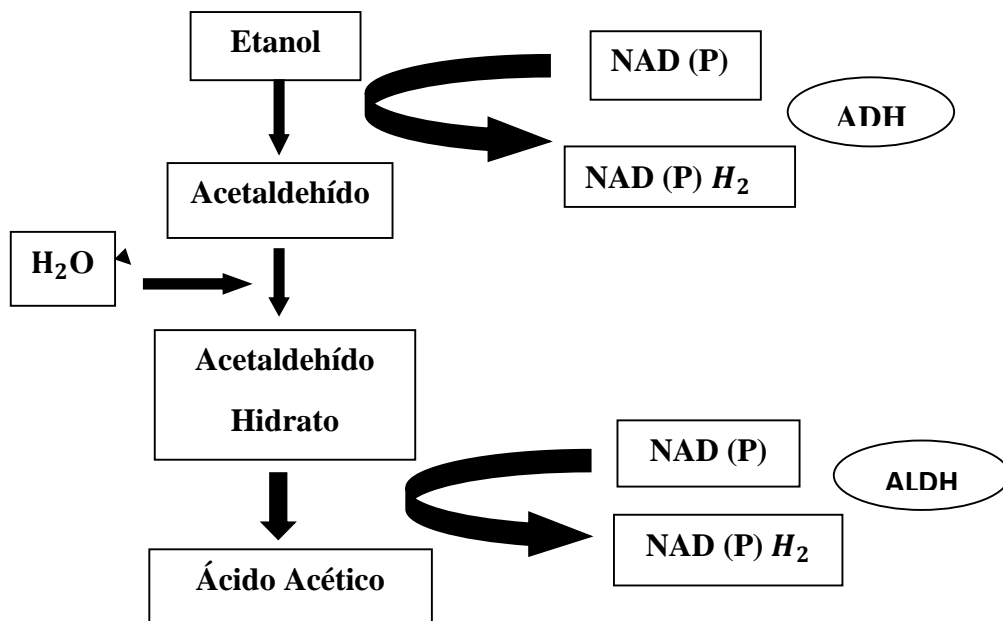 Etanol
NAD (P)
ADH
NAD (P) H₂
Acetaldehído
H₂O
Acetaldehído
Hidrato
NAD (P)
ALDH
NAD (P) H₂
Ácido Acético